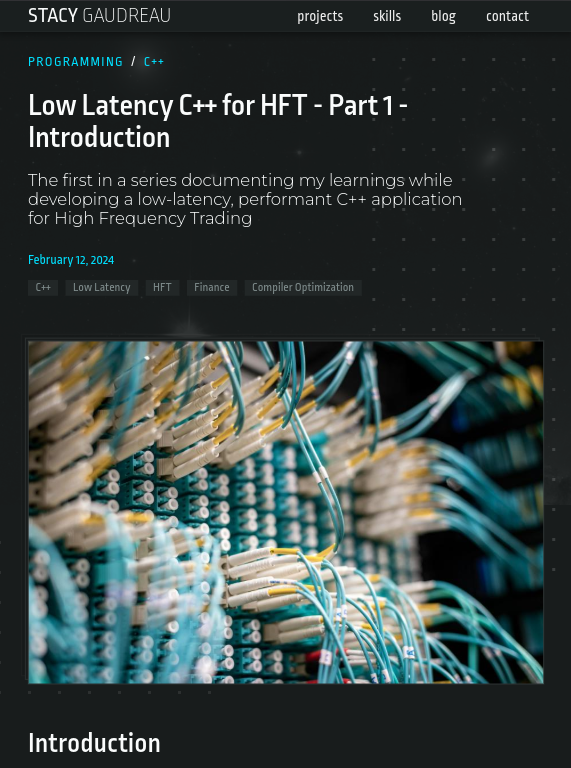 STACY GAUDREAU
projects skills blog contact
PROGRAMMING / C++
Low Latency C++ for HFT - Part 1 -
Introduction
The first in a series documenting my learnings while
developing a low-latency, performant C++ application
for High Frequency Trading
February 12, 2024
C++ Low Latency HFT Finance Compiler Optimization
Introduction